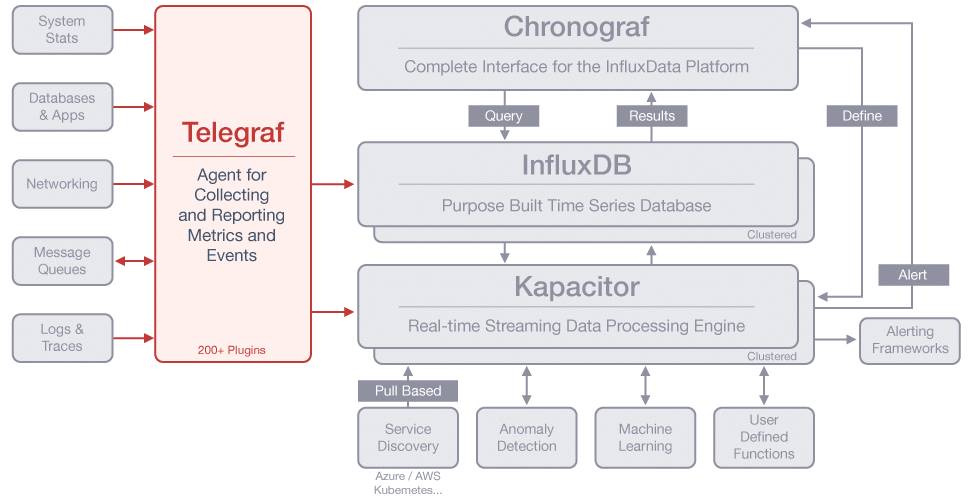 System
Stats
Databases
& Apps
Networking
Message
Queues
Logs &
Traces
Telegraf
Agent for
Collecting
and Reporting
Metrics and
Events
200+ Plugins
Chronograf
Complete Interface for the InfluxData Platform
Query
Results
Define
InfluxDB
Purpose Built Time Series Database
Clustered
Alert
Kapacitor
Real-time Streaming Data Processing Engine
Clustered
Alerting
Frameworks
Pull Based
Service
Discovery
Azure / AWS
Kubernetes...
Anomaly
Detection
Machine
Learning
User
Defined
Functions